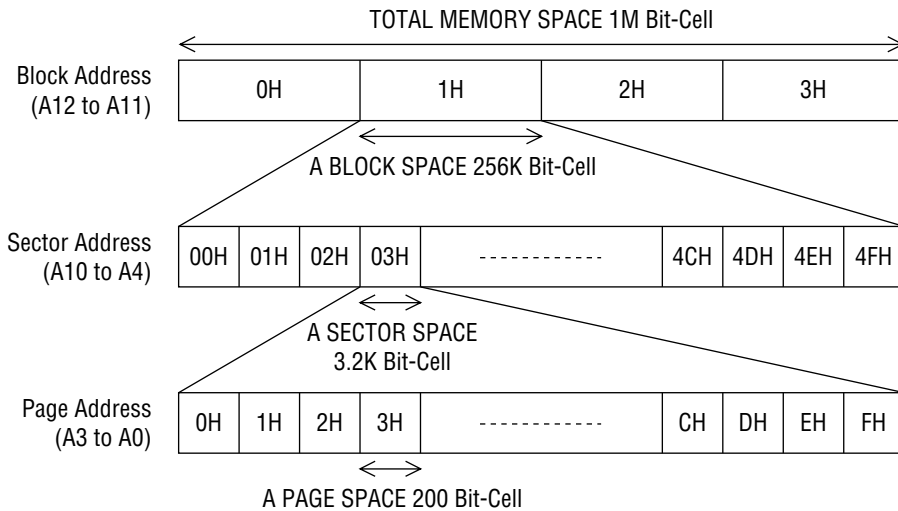 TOTAL MEMORY SPACE 1M Bit-Cell
Block Address
(A12 to A11)
0H 1H 2H 3H
A BLOCK SPACE 256K Bit-Cell
Sector Address
(A10 to A4)
00H 01H 02H 03H 4CH 4DH 4EH 4FH
A SECTOR SPACE
3.2K Bit-Cell
Page Address
(A3 to A0)
0H 1H 2H 3H CH DH EH FH
A PAGE SPACE 200 Bit-Cell